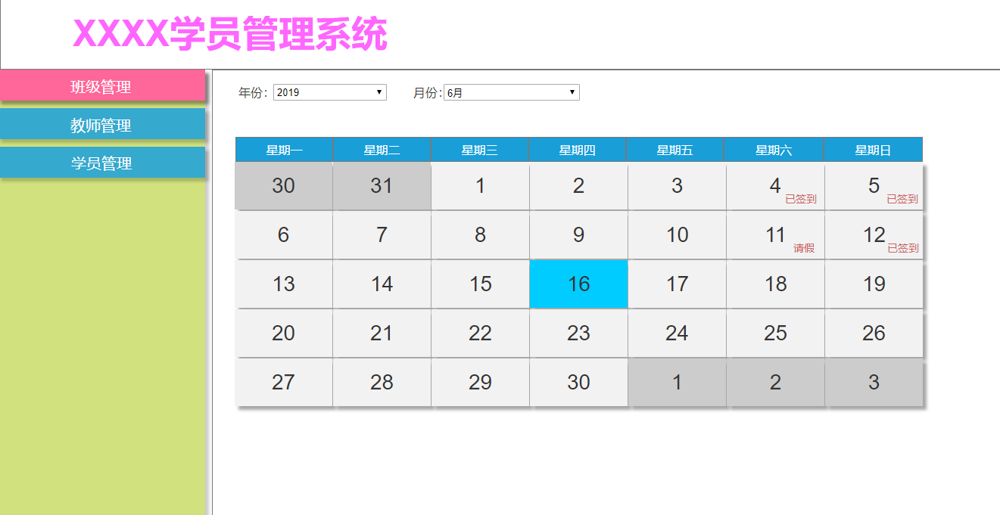 XXXX学员管理系统
班级管理
教师管理
学员管理
年份：2019 月份：6月
星期一 星期二 星期三 星期四 星期五 星期六 星期日
30 31 1 2 3 4 已签到 5 已签到
6 7 8 9 10 11 请假 12 已签到
13 14 15 16 17 18 19
20 21 22 23 24 25 26
27 28 29 30 1 2 3